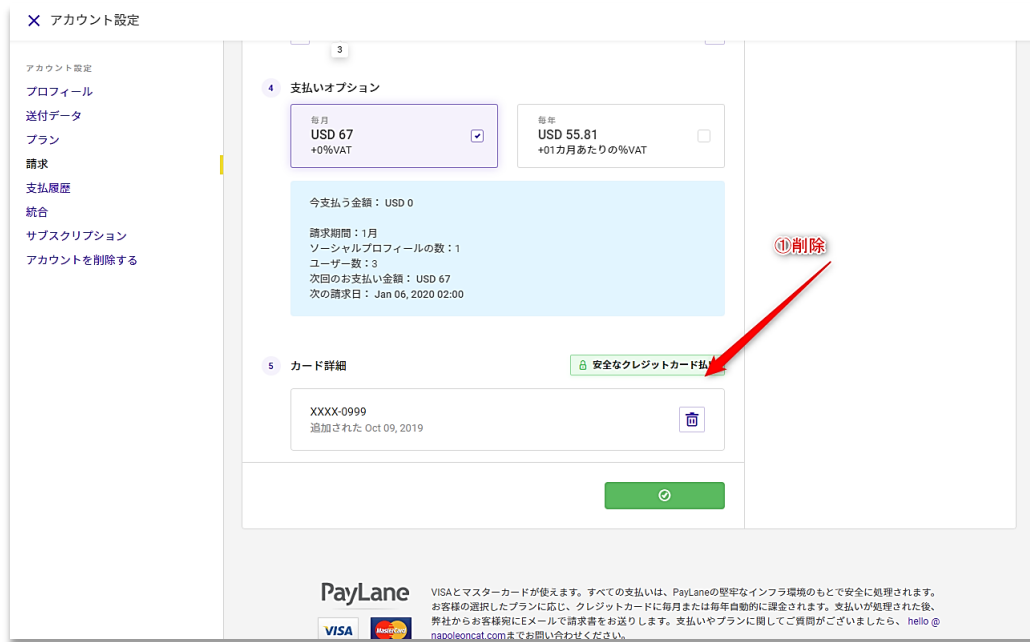 アカウント設定
アカウント設定
プロフィール
送付データ
プラン
請求
支払履歴
統合
サブスクリプション
アカウントを削除する
3
4
支払いオプション
毎月
USD 67
+0%VAT
毎年
USD 55.81
+01カ月あたりの%VAT
今支払う金額： USD 0
請求期間：1月
ソーシャルプロフィールの数：1
ユーザー数：3
次回のお支払い金額： USD 67
次の請求日： Jan 06, 2020 02:00
①削除
5
カード詳細
安全なクレジットカード払
XXXX-0999
追加された Oct 09, 2019
PayLane
VISA
MasterCard
VISAとマスターカードが使えます。すべての支払いは、PayLaneの堅牢なインフラ環境のもとで安全に処理されます。
お客様の選択したプランに応じ、クレジットカードに毎月または毎年自動的に課金されます。支払いが処理された後、
弊社からお客様宛にEメールで請求書をお送りします。支払いやプランに関してご質問がございましたら、 hello @
napoleoncat.comまでお問い合わせください。